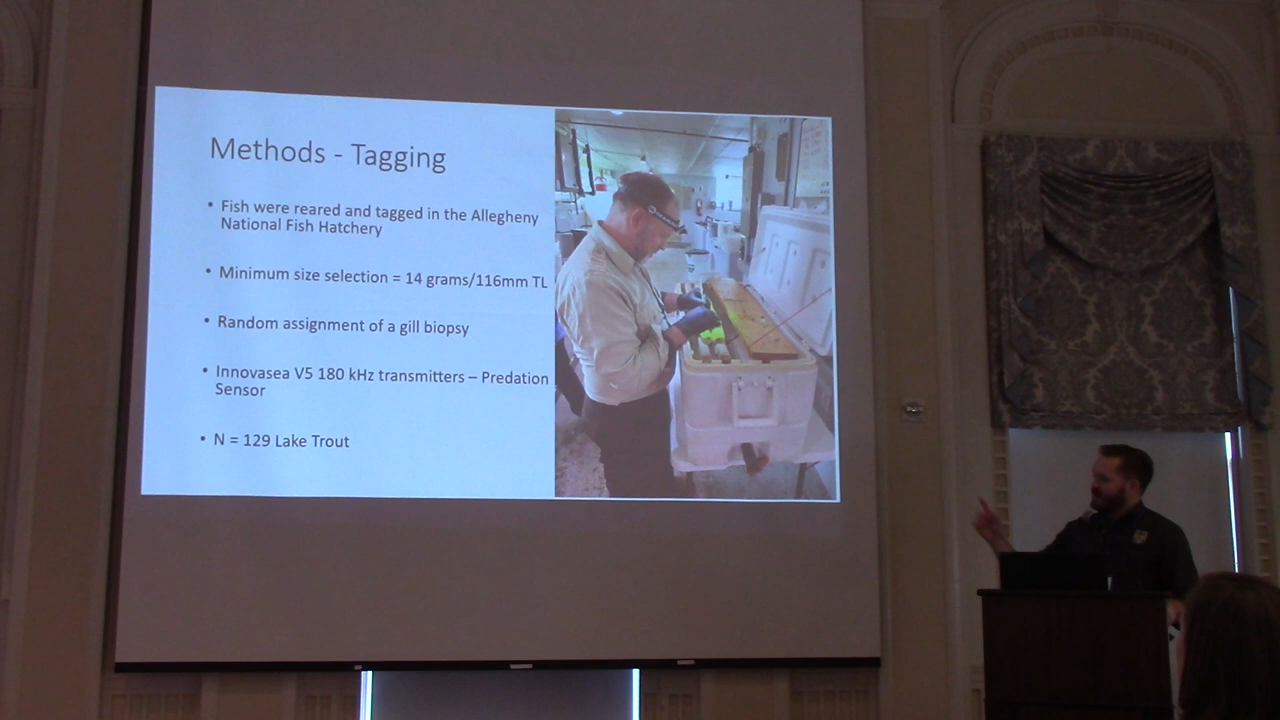 Methods - Tagging
• Fish were reared and tagged in the Allegheny
National Fish Hatchery
• Minimum size selection = 14 grams/116mm TL
• Random assignment of a gill biopsy
• Innovasea V5 180 kHz transmitters – Predation
Sensor
• N = 129 Lake Trout